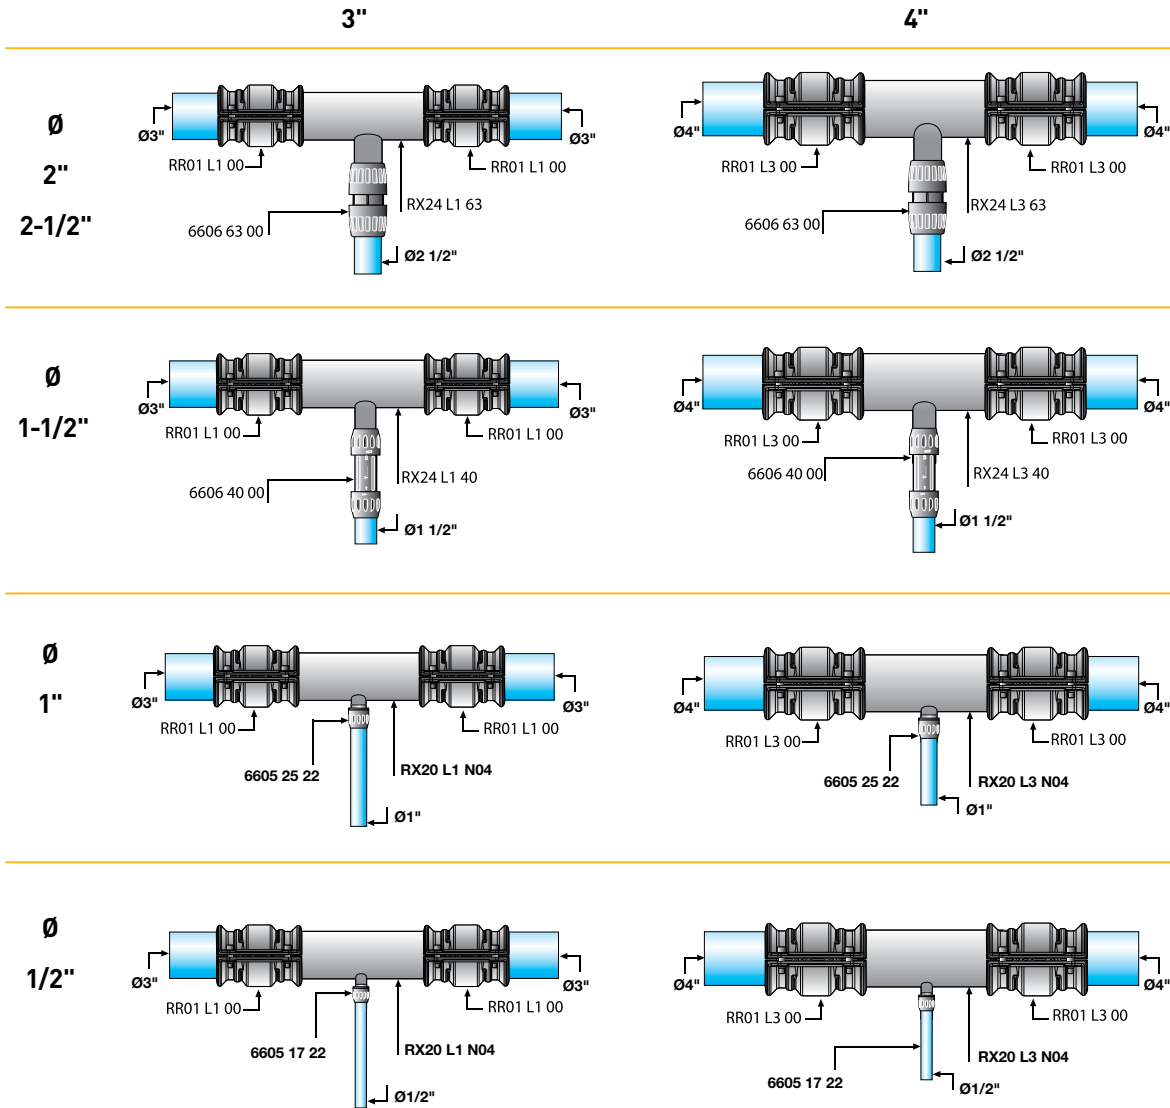 3" 4"
Ø
2"
2-1/2"
Ø3" Ø3"
RR01 L1 00 RR01 L1 00
RX24 L1 63
6606 63 00
Ø2 1/2"
Ø4" Ø4"
RR01 L3 00 RR01 L3 00
RX24 L3 63
6606 63 00
Ø2 1/2"
Ø
1-1/2"
Ø3" Ø3"
RR01 L1 00 RR01 L1 00
RX24 L1 40
6606 40 00
Ø1 1/2"
Ø4" Ø4"
RR01 L3 00 RR01 L3 00
RX24 L3 40
6606 40 00
Ø1 1/2"
Ø
1"
Ø3" Ø3"
RR01 L1 00 RR01 L1 00
6605 25 22 RX20 L1 N04
Ø1"
Ø4" Ø4"
RR01 L3 00 RR01 L3 00
6605 25 22 RX20 L3 N04
Ø1"
Ø
1/2"
Ø3" Ø3"
RR01 L1 00 RR01 L1 00
6605 17 22 RX20 L1 N04
Ø1/2"
Ø4" Ø4"
RR01 L3 00 RR01 L3 00
RX20 L3 N04
6605 17 22
Ø1/2"